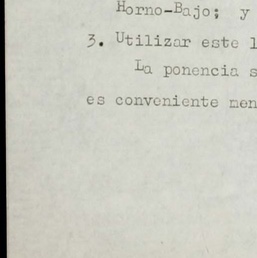 Horno-Bajo; y
3. Utilizar este l
La ponencia s
es conveniente men